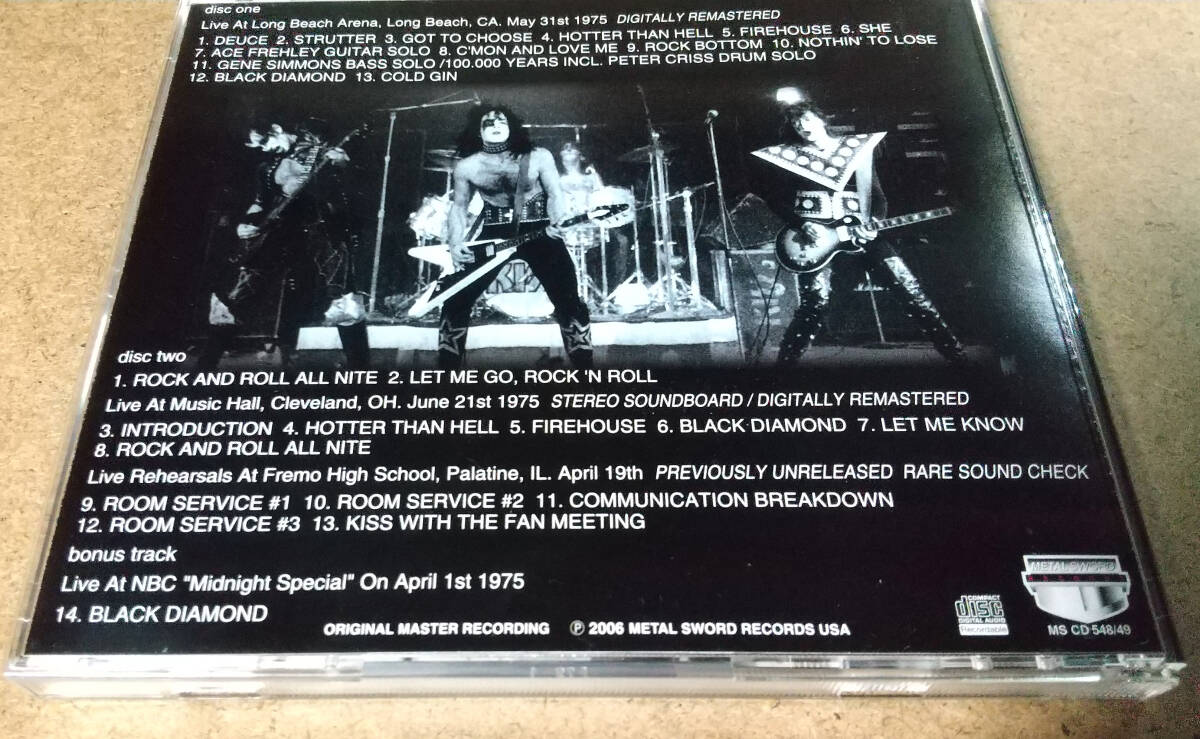 disc one
Live At Long Beach Arena, Long Beach, CA. May 31st 1975 DIGITALLY REMASTERED
1. DEUCE 2. STRUTTER 3. GOT TO CHOOSE 4. HOTTER THAN HELL 5. FIREHOUSE 6. SHE
7. ACE FREHLEY GUITAR SOLO 8. C'MON AND LOVE ME 9. ROCK BOTTOM 10. NOTHIN' TO LOSE
11. GENE SIMMONS BASS SOLO /100.000 YEARS INCL. PETER CRISS DRUM SOLO
12. BLACK DIAMOND 13. COLD GIN
disc two
1. ROCK AND ROLL ALL NITE 2. LET ME GO, ROCK 'N ROLL
Live At Music Hall, Cleveland, OH. June 21st 1975 STEREO SOUNDBOARD / DIGITALLY REMASTERED
3. INTRODUCTION 4. HOTTER THAN HELL 5. FIREHOUSE 6. BLACK DIAMOND 7. LET ME KNOW
8. ROCK AND ROLL ALL NITE
Live Rehearsals At Fremo High School, Palatine, IL. April 19th PREVIOUSLY UNRELEASED RARE SOUND CHECK
9. ROOM SERVICE #1 10. ROOM SERVICE #2 11. COMMUNICATION BREAKDOWN
12. ROOM SERVICE #3 13. KISS WITH THE FAN MEETING
bonus track
Live At NBC "Midnight Special" On April 1st 1975
14. BLACK DIAMOND
ORIGINAL MASTER RECORDING ℗ 2006 METAL SWORD RECORDS USA
COMPACT
disc
DIGITAL AUDIO
Recordable
METAL SWORD
MS CD 548/49